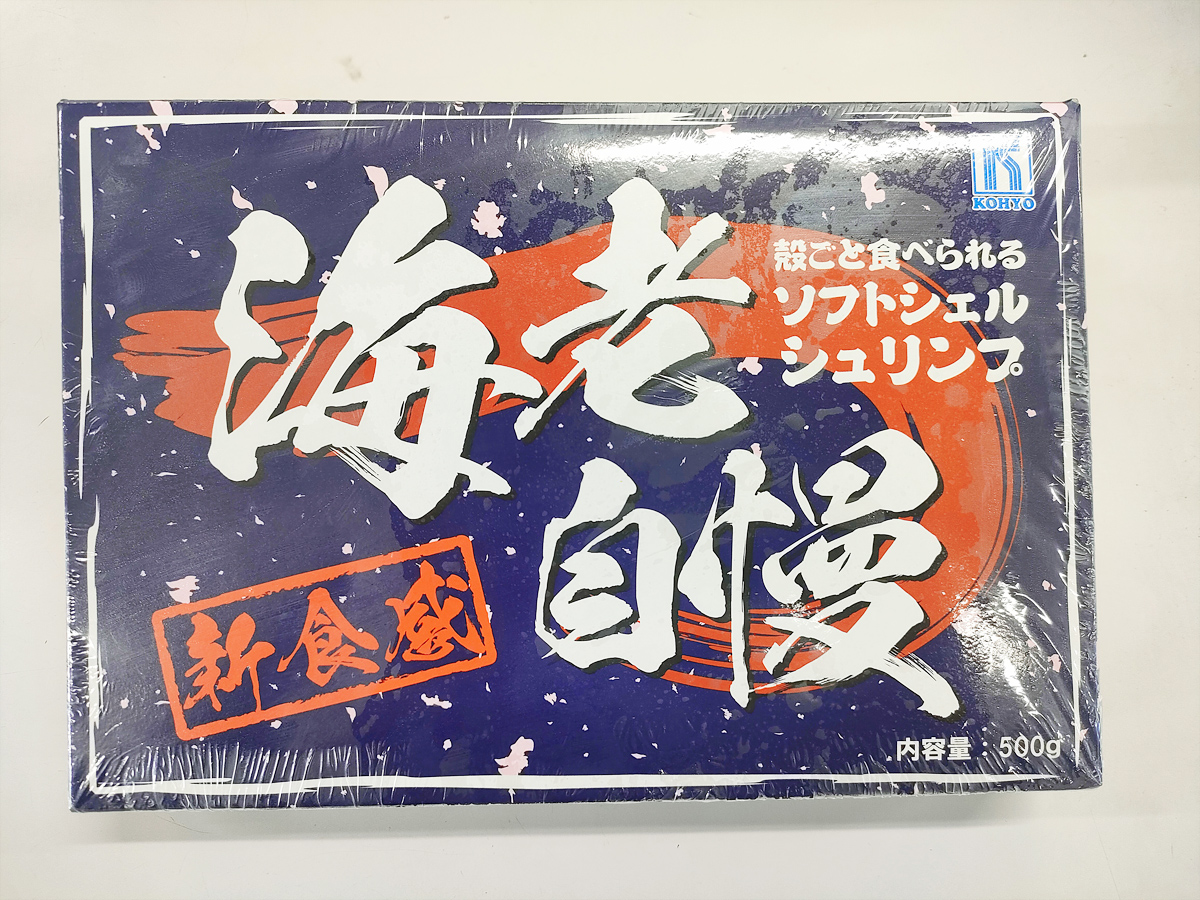 KOHYO
殻ごと食べられる
ソフトシェル
シュリンプ
海老
自慢
新食感
内容量：500g